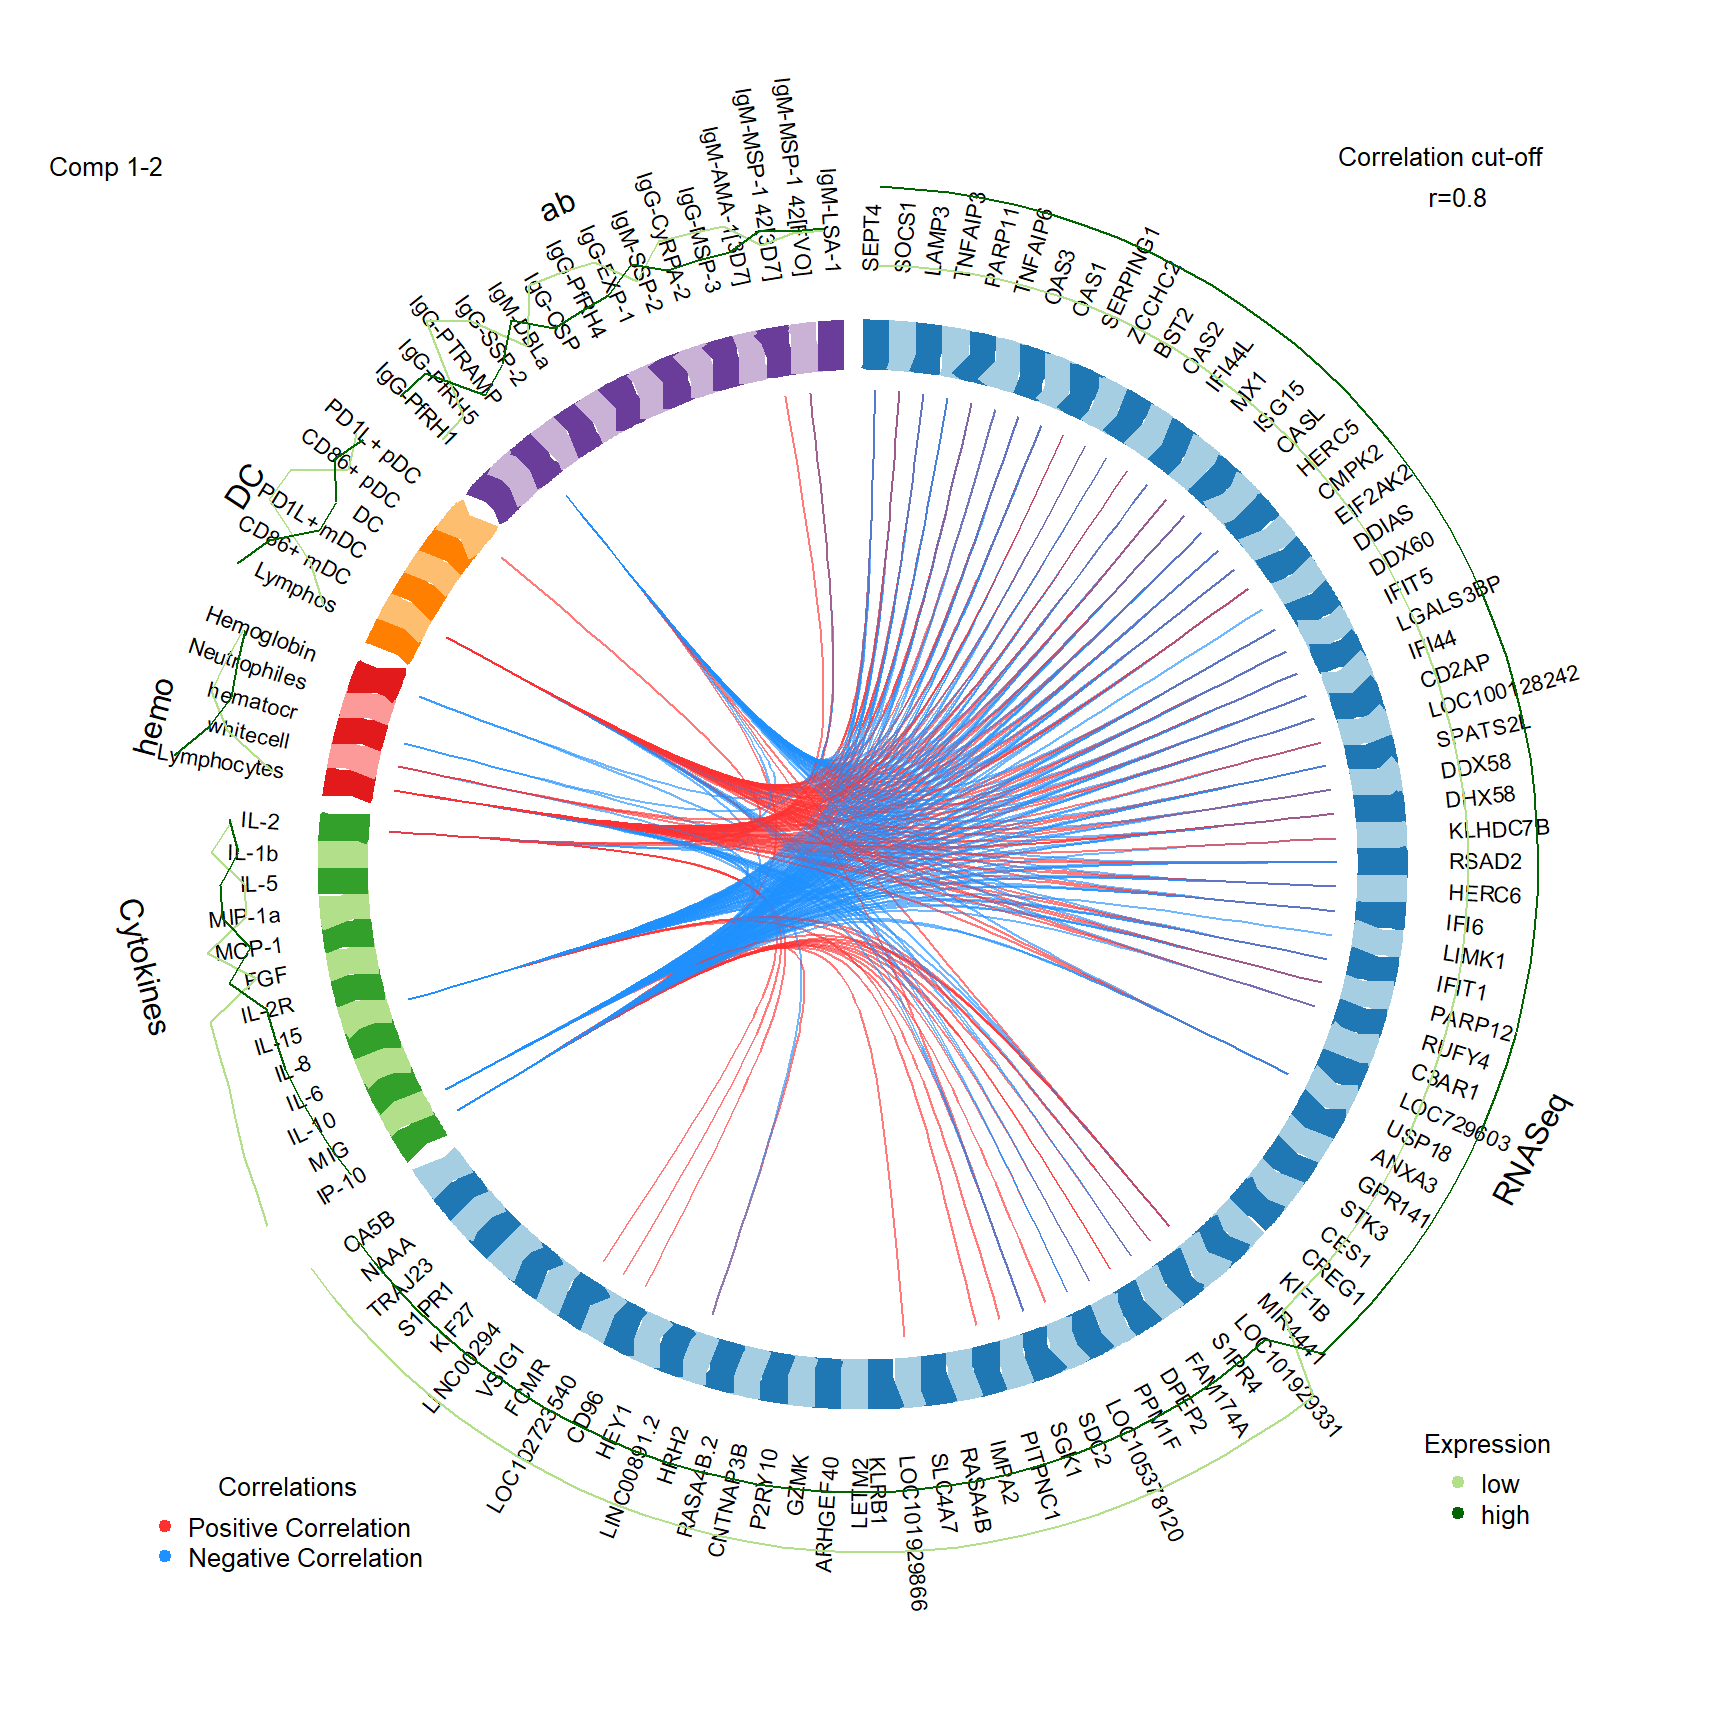 Comp 1-2
Correlation cut-off
r=0.8
SEPT4
SOCS1
LAMP3
TNFAIP3
PARP11
TNFAIP6
OAS3
OAS1
SERPING1
ZCCHC2
BST2
OAS2
IFI44L
MX1
ISG15
OASL
HERC5
CMPK2
EIF2AK2
DDIAS
DDX60
IFIT5
LGALS3BP
IFI44
CD2AP
LOC100128242
SPATS2L
DDX58
DHX58
KLHDC7B
RSAD2
HERC6
IFI6
LIMK1
IFIT1
PARP12
RUFY4
C3AR1
LOC729603
USP18
ANXA3
GPR141
STK3
CES1
CREG1
KIF1B
MIR4441
LOC101929331
S1PR4
FAM174A
DPEP2
PPM1F
LOC105378120
SDC2
SGK1
PITPNC1
IMPA2
RASA4B
SLC4A7
LOC101929866
KLRB1
LETM2
ARHGEF40
GZMK
P2RY10
CNTNAP3B
RASA4B.2
HRH2
LINC00891.2
HEY1
CD96
LOC102723540
FCMR
VSIG1
LINC00294
KIF27
S1PR1
TRAJ23
NAAA
CA5B
RNASeq
IP-10
MIG
IL-10
IL-6
IL-8
IL-15
IL-2R
FGF
MCP-1
MIP-1a
IL-5
IL-1b
IL-2
Cytokines
Lymphocytes
whitecell
hematocr
Neutrophiles
Hemoglobin
hemo
Lymphos
CD86+ mDC
PD1L+mDC
DC
CD86+ pDC
PD1L+ pDC
DC
IgG-PfRH1
IgG-PfRH5
IgG-PTRAMP
IgG-SSP-2
IgM-DBLa
IgG-CSP
IgG-PfRH4
IgG-EXP-1
IgM-SSP-2
IgG-CyRPA-2
IgG-MSP-3
IgM-AMA-1[3D7]
IgM-MSP-1 42[3D7]
IgM-MSP-1 42[FVO]
IgM-LSA-1
ab
Correlations
Positive Correlation
Negative Correlation
Expression
low
high